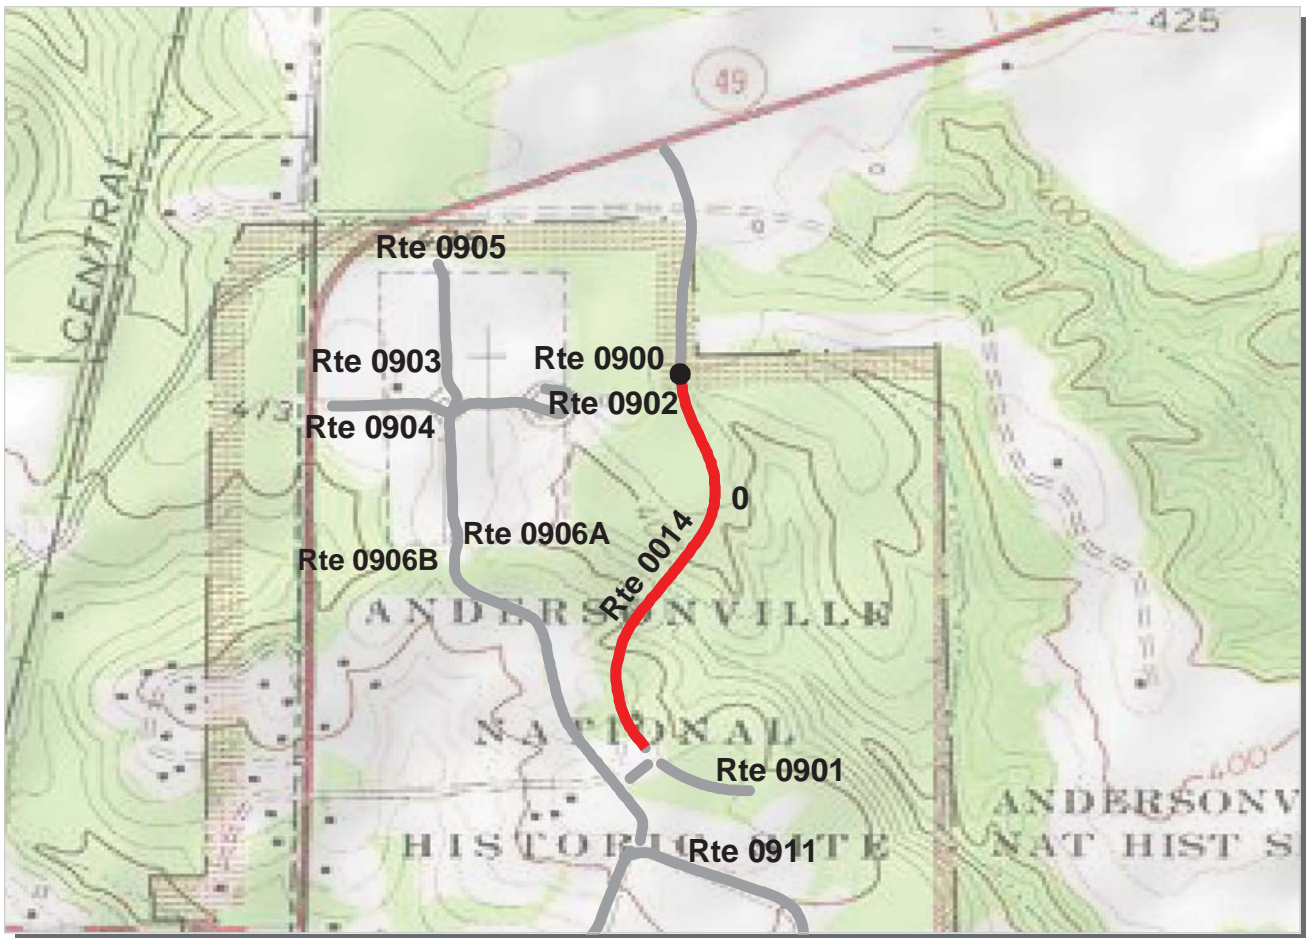 425
49
CENTRAL
Rte 0905
400
Rte 0903
Rte 0900
Rte 0902
413
Rte 0904
0
Rte 0906A
Rte 0014
Rte 0906B
ANDERSONVILLE
NATIONAL
Rte 0901
400
ANDERSONV
HISTORIC SITE
NAT HIST S
Rte 0911